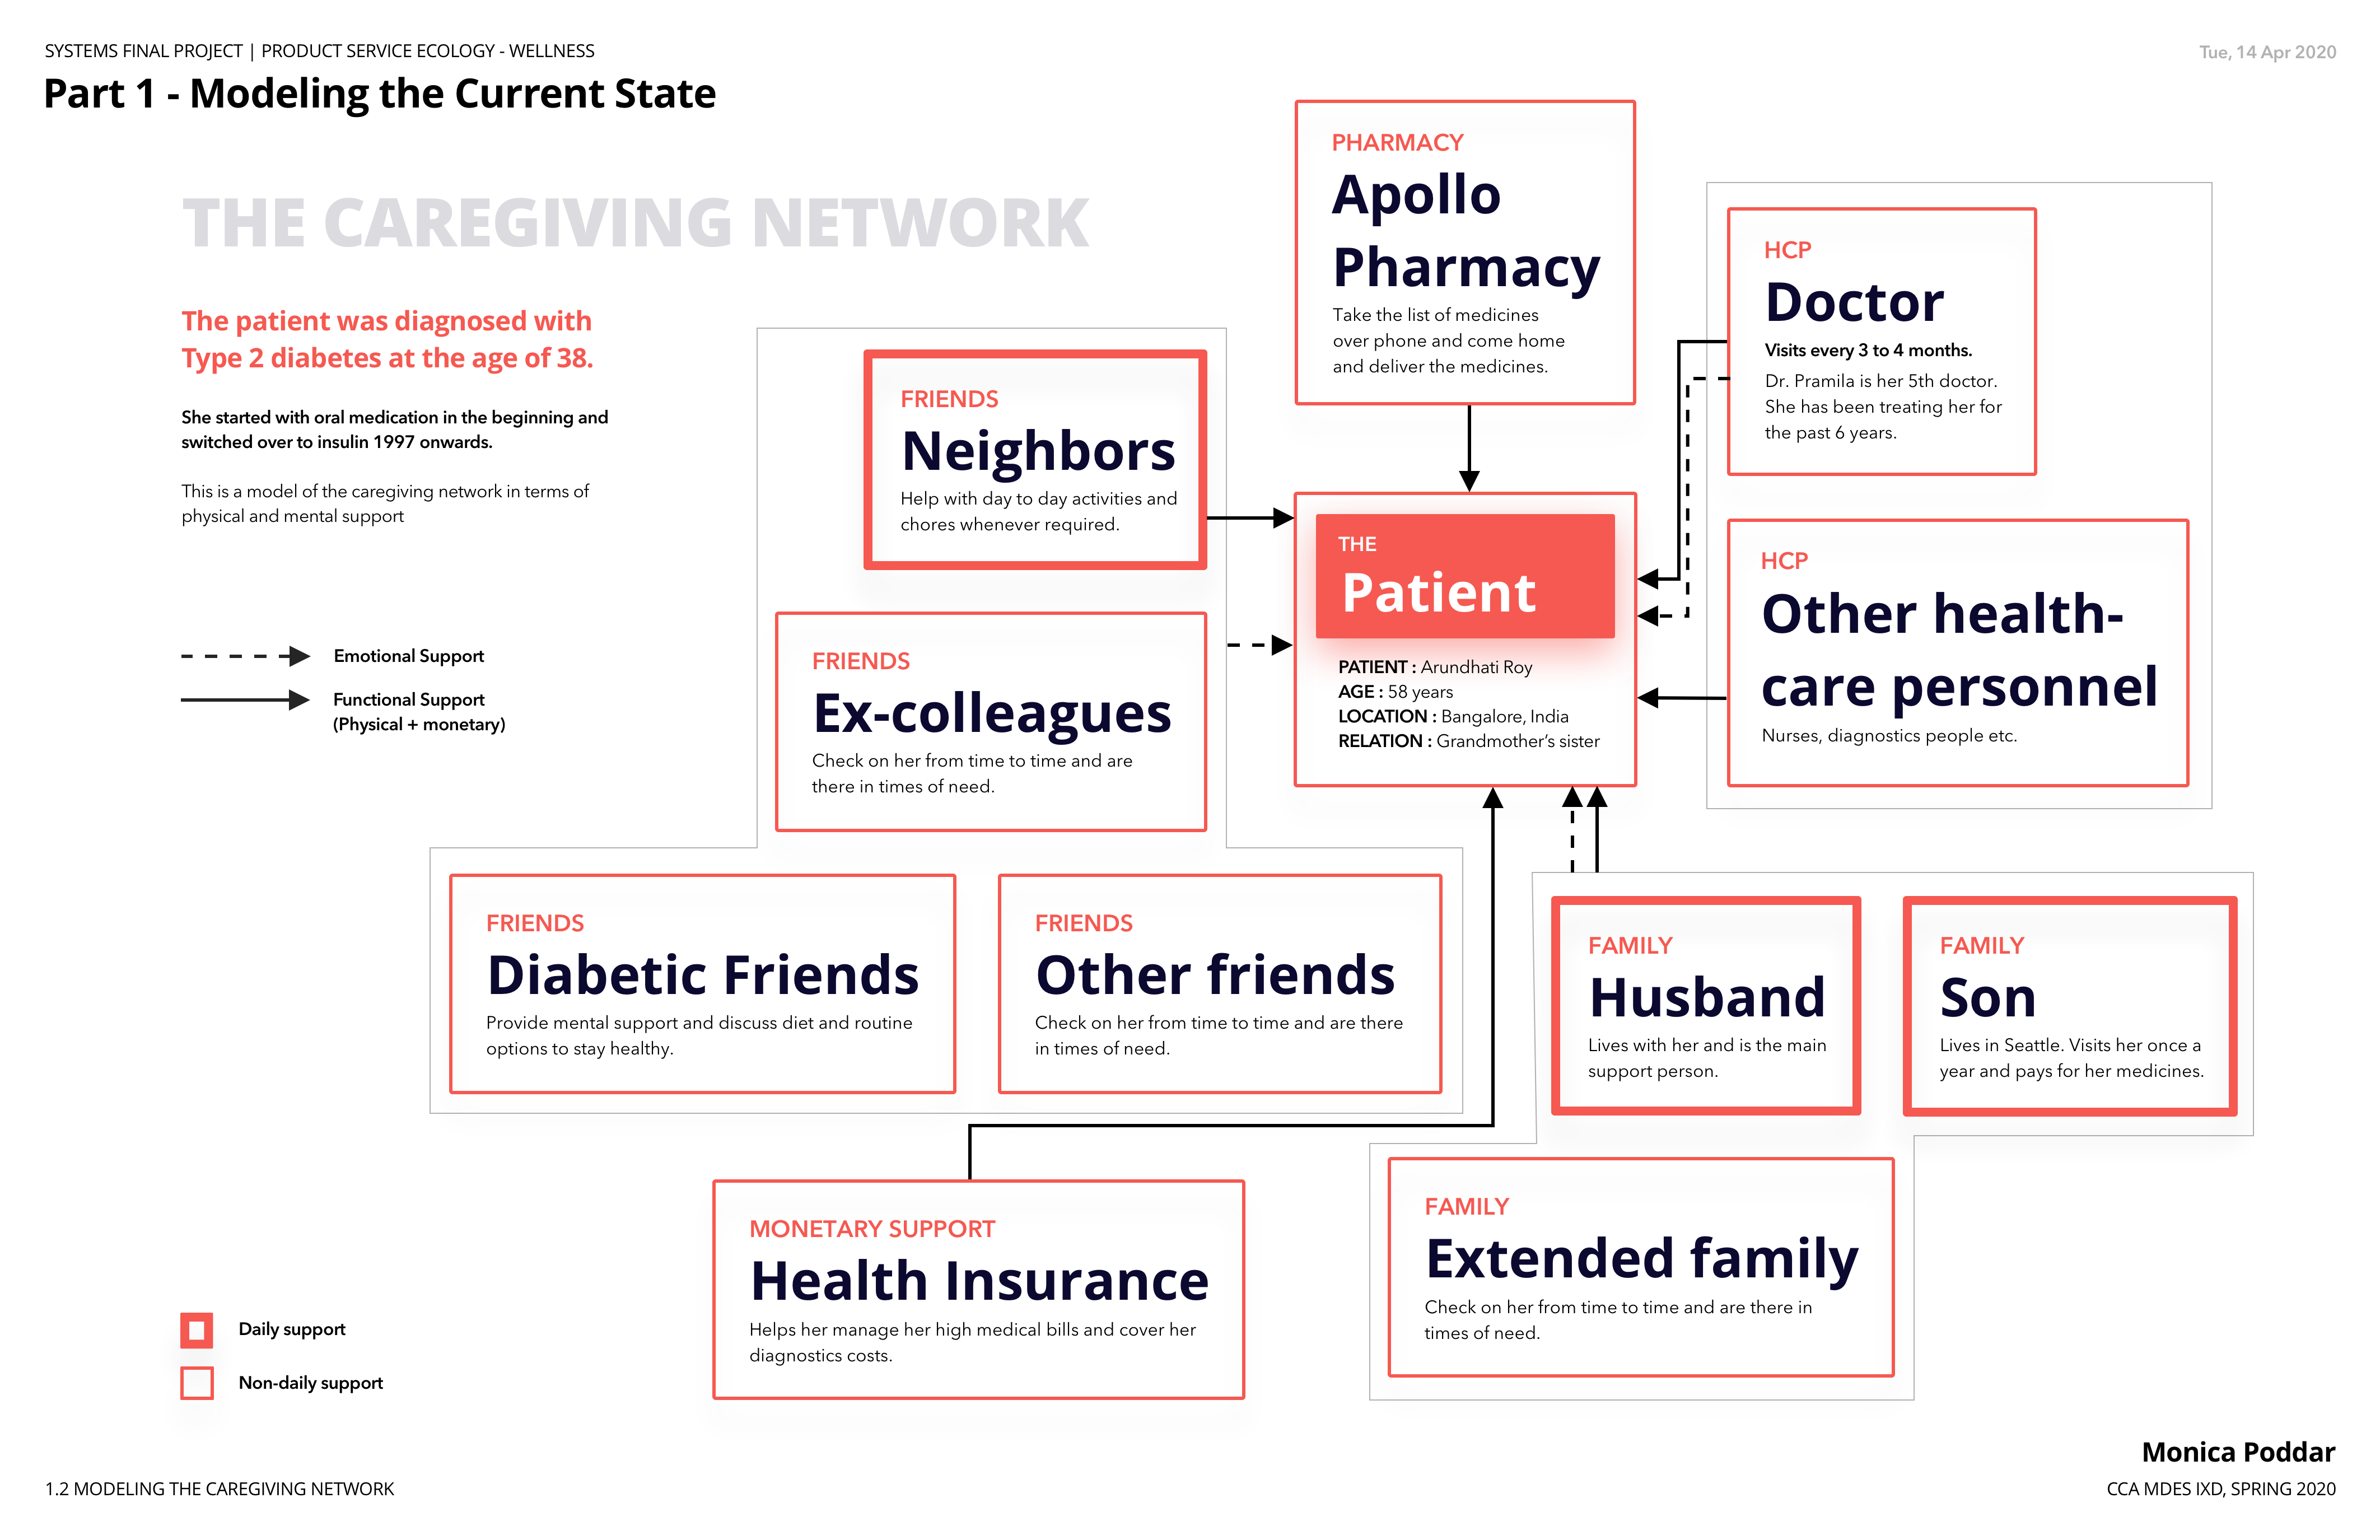 SYSTEMS FINAL PROJECT | PRODUCT SERVICE ECOLOGY - WELLNESS
Tue, 14 Apr 2020
Part 1 - Modeling the Current State
THE CAREGIVING NETWORK
The patient was diagnosed with
Type 2 diabetes at the age of 38.
She started with oral medication in the beginning and
switched over to insulin 1997 onwards.
This is a model of the caregiving network in terms of
physical and mental support
Emotional Support
Functional Support
(Physical + monetary)
PHARMACY
Apollo
Pharmacy
Take the list of medicines
over phone and come home
and deliver the medicines.
HCP
Doctor
Visits every 3 to 4 months.
Dr. Pramila is her 5th doctor.
She has been treating her for
the past 6 years.
FRIENDS
Neighbors
Help with day to day activities and
chores whenever required.
THE
Patient
PATIENT : Arundhati Roy
AGE : 58 years
LOCATION : Bangalore, India
RELATION : Grandmother's sister
HCP
Other health-
care personnel
Nurses, diagnostics people etc.
FRIENDS
Ex-colleagues
Check on her from time to time and are
there in times of need.
FRIENDS
Diabetic Friends
Provide mental support and discuss diet and routine
options to stay healthy.
FRIENDS
Other friends
Check on her from time to time and are there
in times of need.
FAMILY
Husband
Lives with her and is the main
support person.
FAMILY
Son
Lives in Seattle. Visits her once a
year and pays for her medicines.
MONETARY SUPPORT
Health Insurance
Helps her manage her high medical bills and cover her
diagnostics costs.
FAMILY
Extended family
Check on her from time to time and are there in
times of need.
Daily support
Non-daily support
Monica Poddar
1.2 MODELING THE CAREGIVING NETWORK
CCA MDES IXD, SPRING 2020